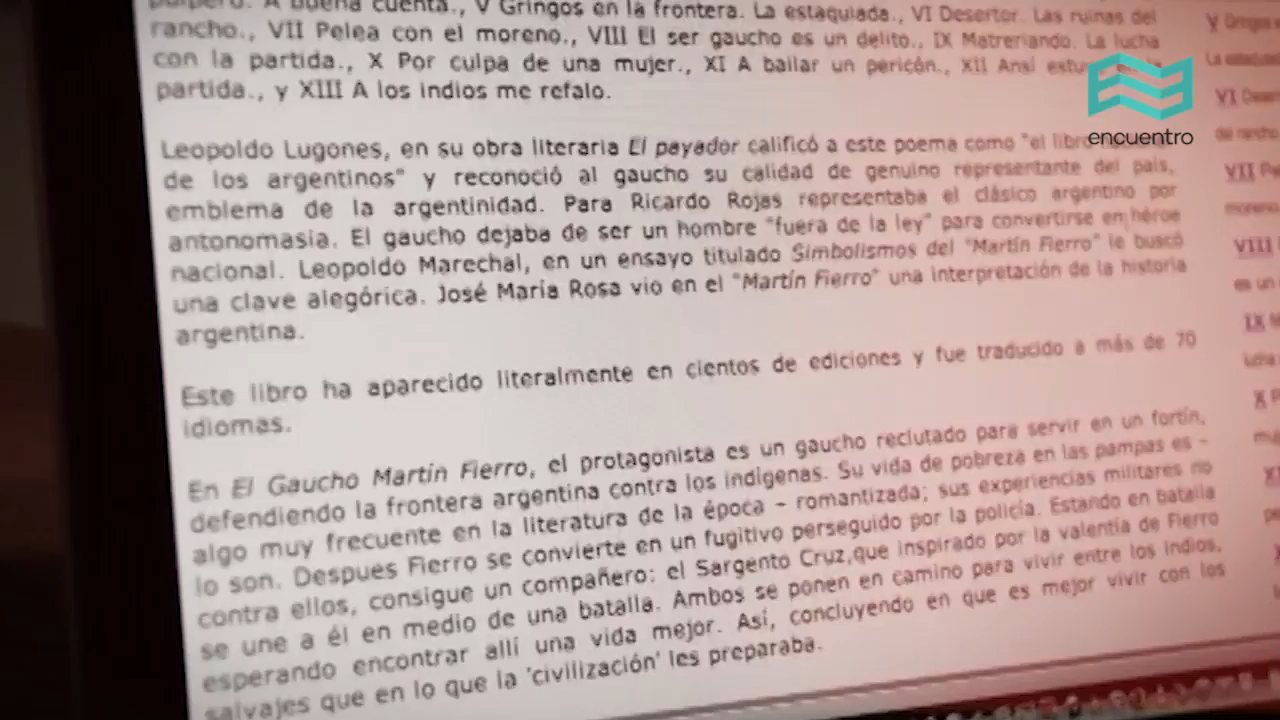 pulpero. A buena cuenta., V Gringos en la frontera. La estaquiada., VI Desertor. Las ruinas del
rancho., VII Pelea con el moreno., VIII El ser gaucho es un delito., IX Matreriando. La lucha
con la partida., X Por culpa de una mujer., XI A bailar un pericón., XII Ansí
partida., y XIII A los indios me refalo.
Leopoldo Lugones, en su obra literaria El payador calificó a este poema como "el libro
de los argentinos" y reconoció al gaucho su calidad de genuino representante del país,
emblema de la argentinidad. Para Ricardo Rojas representaba el clásico argentino por
antonomasia. El gaucho dejaba de ser un hombre "fuera de la ley" para convertirse en héroe
nacional. Leopoldo Marechal, en un ensayo titulado Simbolismos del "Martín Fierro" le buscó
una clave alegórica. José María Rosa vio en el "Martín Fierro" una interpretación de la historia
argentina.
Este libro ha aparecido literalmente en cientos de ediciones y fue traducido a más de 70
idiomas.
En El Gaucho Martín Fierro, el protagonista es un gaucho reclutado para servir en un fortín,
defendiendo la frontera argentina contra los indígenas. Su vida de pobreza en las pampas es -
algo muy frecuente en la literatura de la época - romantizada; sus experiencias militares no
lo son. Despues Fierro se convierte en un fugitivo perseguido por la policía. Estando en batalla
contra ellos, consigue un compañero: el Sargento Cruz,que inspirado por la valentía de Fierro
se une a él en medio de una batalla. Ambos se ponen en camino para vivir entre los indios,
esperando encontrar allí una vida mejor. Así, concluyendo en que es mejor vivir con los
salvajes que en lo que la 'civilización' les preparaba.
encuentro
V Gringos
VI
VII
VIII
es un
IX
X